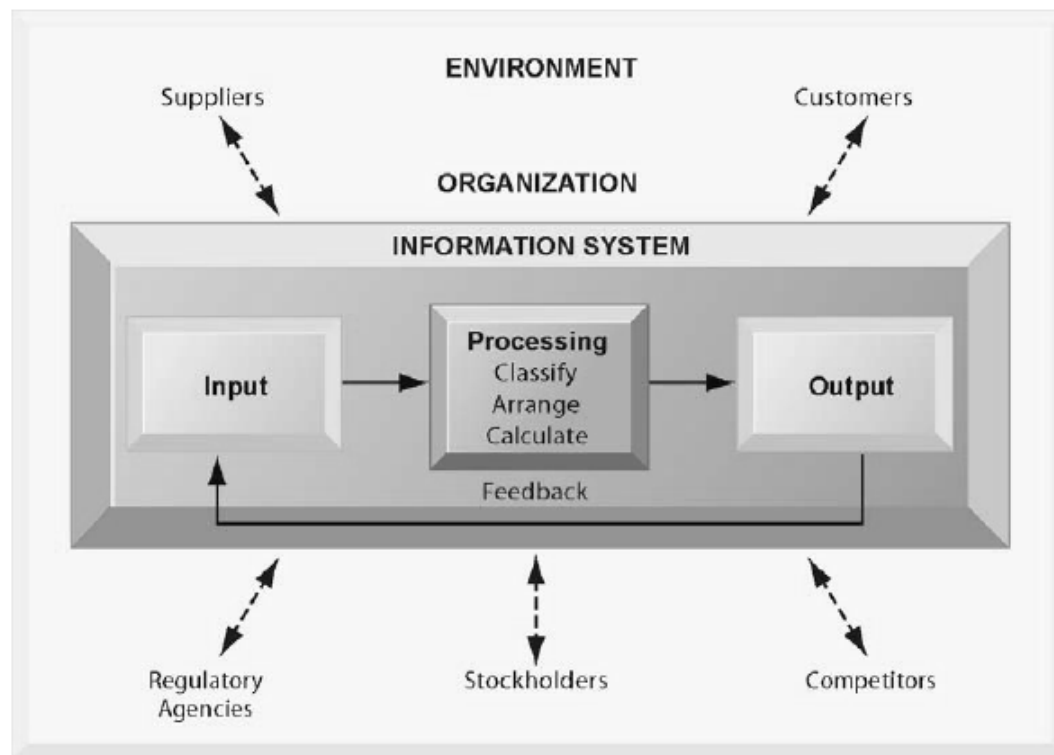 ENVIRONMENT
Suppliers
Customers
ORGANIZATION
INFORMATION SYSTEM
Input
Processing
Classify
Arrange
Calculate
Output
Feedback
Regulatory
Agencies
Stockholders
Competitors